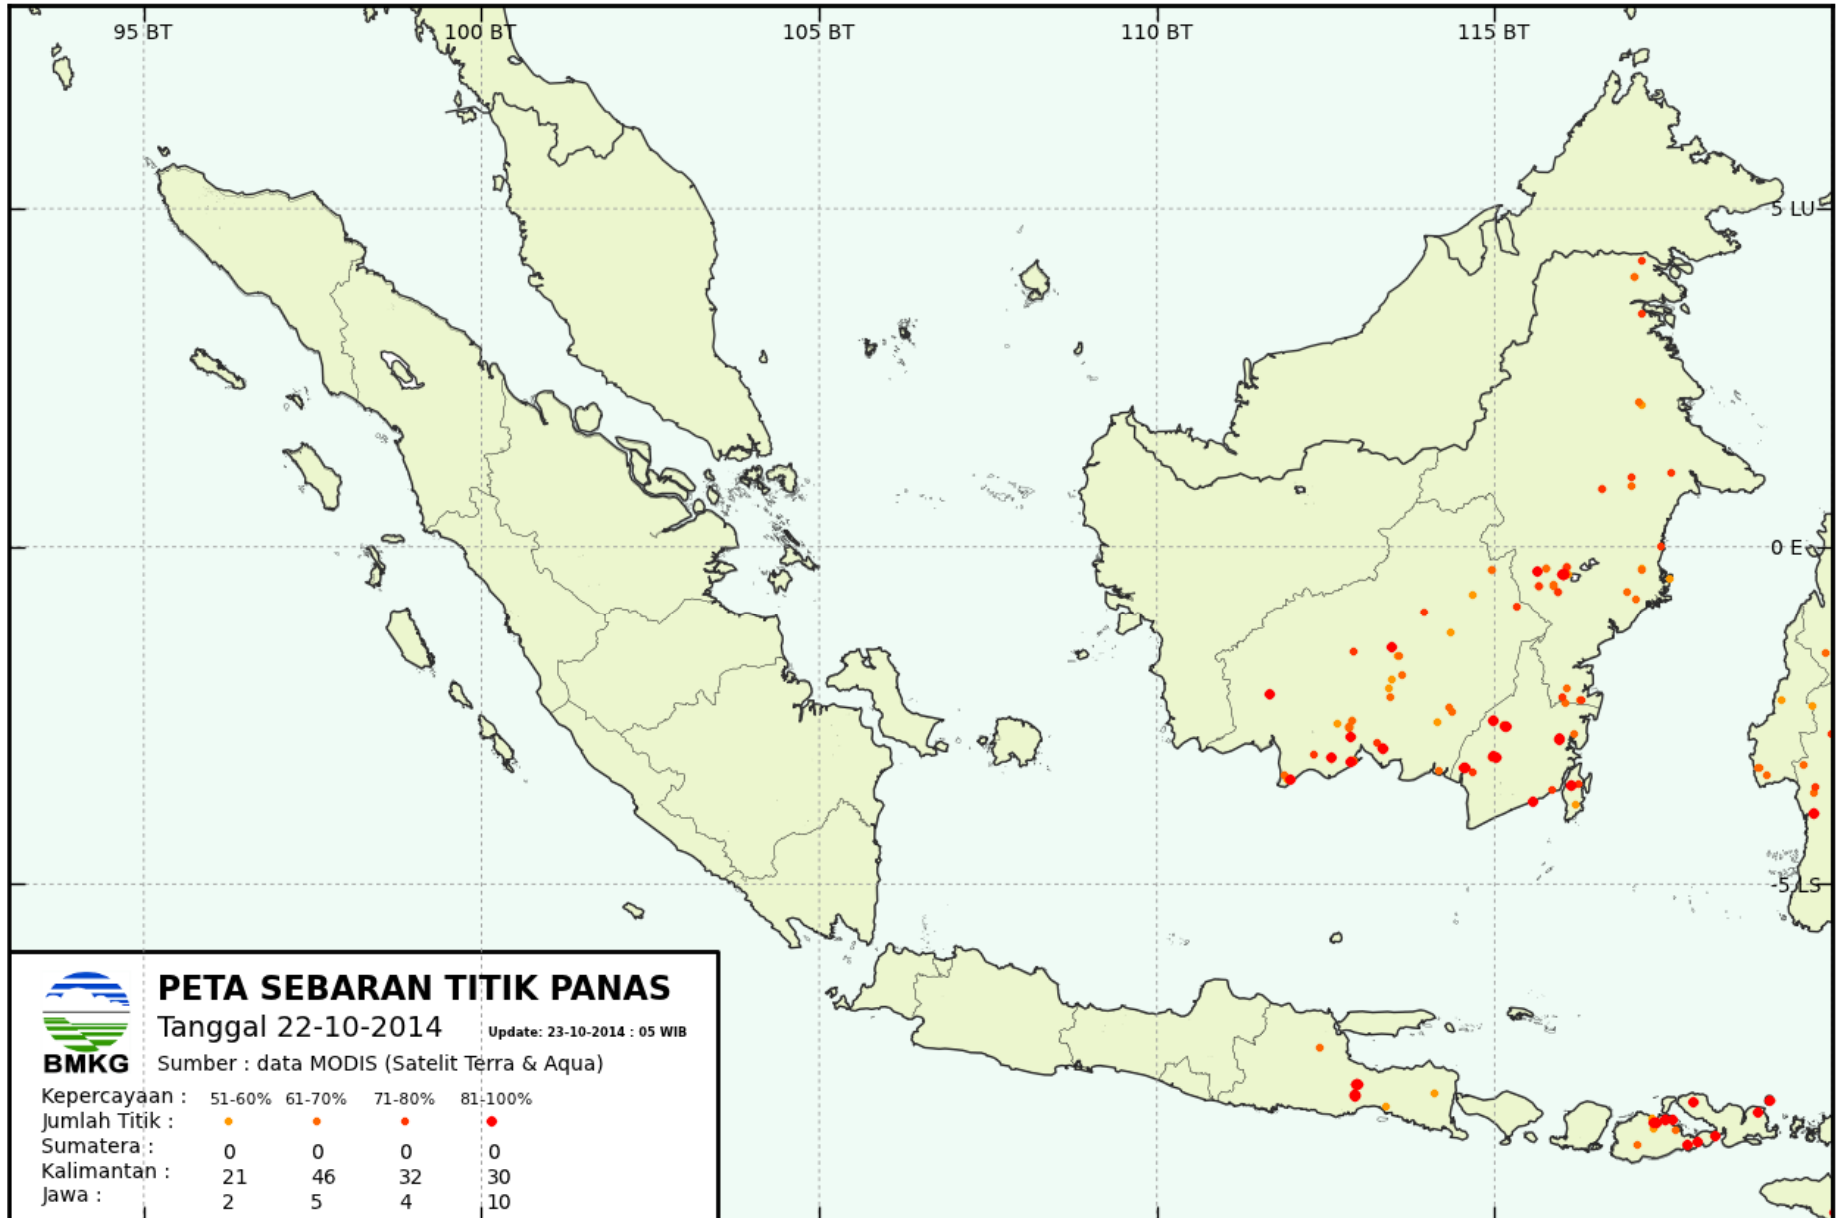 95 BT 100 BT 105 BT 110 BT 115 BT
5 LU
0 E
-5 LS
PETA SEBARAN TITIK PANAS
Tanggal 22-10-2014 Update: 23-10-2014 : 05 WIB
BMKG Sumber : data MODIS (Satelit Terra & Aqua)
Kepercayaan : 51-60% 61-70% 71-80% 81-100%
Jumlah Titik :
Sumatera : 0 0 0 0
Kalimantan : 21 46 32 30
Jawa : 2 5 4 10